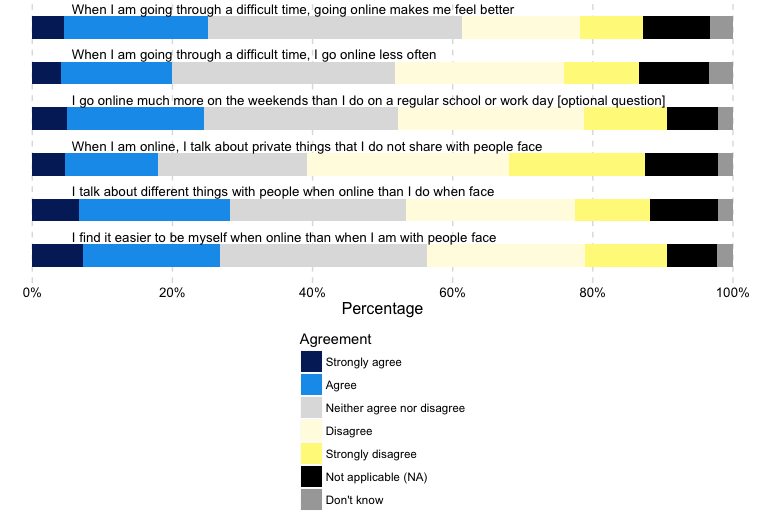 When I am going through a difficult time, going online makes me feel better
When I am going through a difficult time, I go online less often
I go online much more on the weekends than I do on a regular school or work day [optional question]
When I am online, I talk about private things that I do not share with people face
I talk about different things with people when online than I do when face
I find it easier to be myself when online than when I am with people face
0% 20% 40% 60% 80% 100%
Percentage
Agreement
Strongly agree
Agree
Neither agree nor disagree
Disagree
Strongly disagree
Not applicable (NA)
Don't know